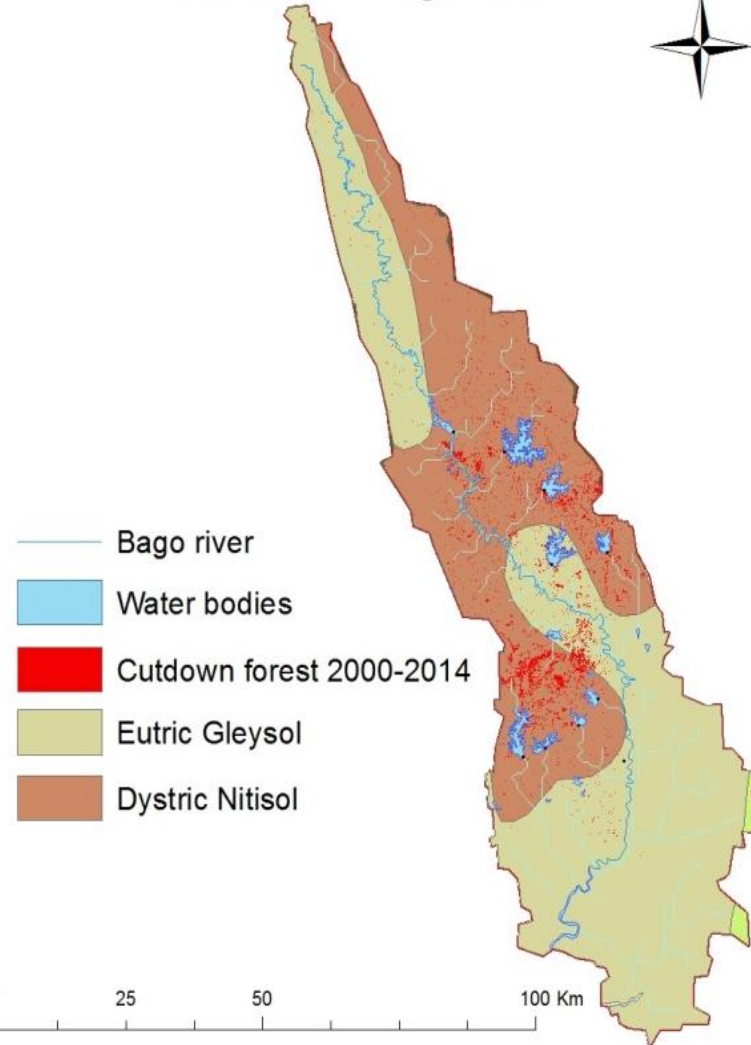 Bago river
Water bodies
Cutdown forest 2000-2014
Eutric Gleysol
Dystric Nitisol
25 50 100 Km